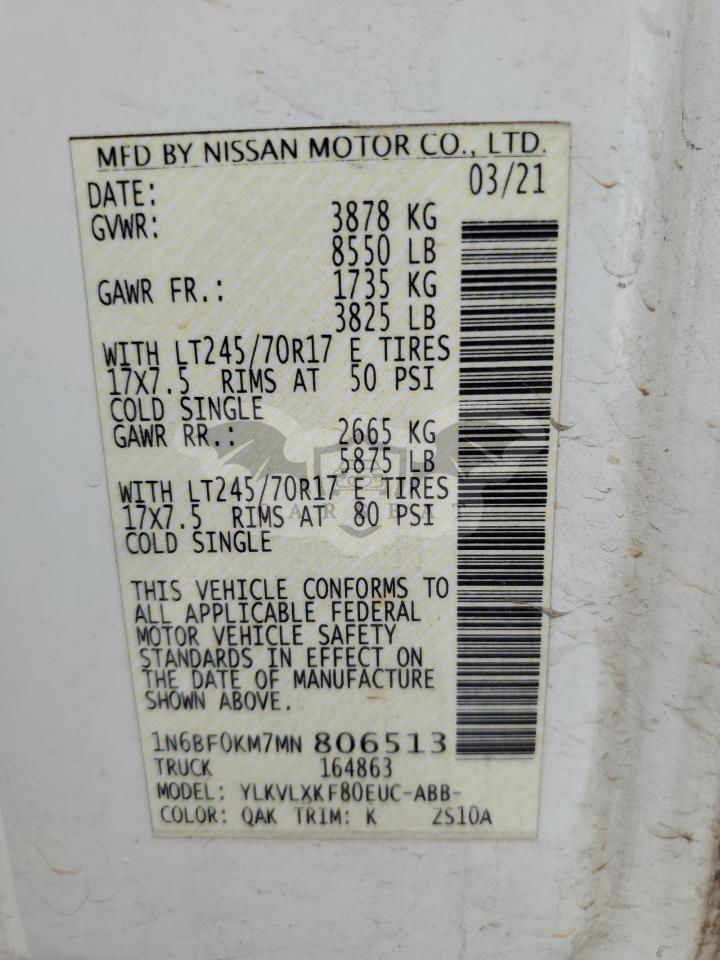 MFD BY NISSAN MOTOR CO., LTD.
DATE: 03/21
GVWR: 3878 KG
8550 LB
GAWR FR.: 1735 KG
3825 LB
WITH LT245/70R17 E TIRES
17X7.5 RIMS AT 50 PSI
COLD SINGLE
GAWR RR.: 2665 KG
5875 LB
WITH LT245/70R17 E TIRES
17X7.5 RIMS AT 80 PSI
COLD SINGLE
THIS VEHICLE CONFORMS TO
ALL APPLICABLE FEDERAL
MOTOR VEHICLE SAFETY
STANDARDS IN EFFECT ON
THE DATE OF MANUFACTURE
SHOWN ABOVE.
1N6BF0KM7MN 806513
TRUCK 164863
MODEL: YLKVLXKF80EUC-ABB-
COLOR: QAK TRIM: K ZS10A